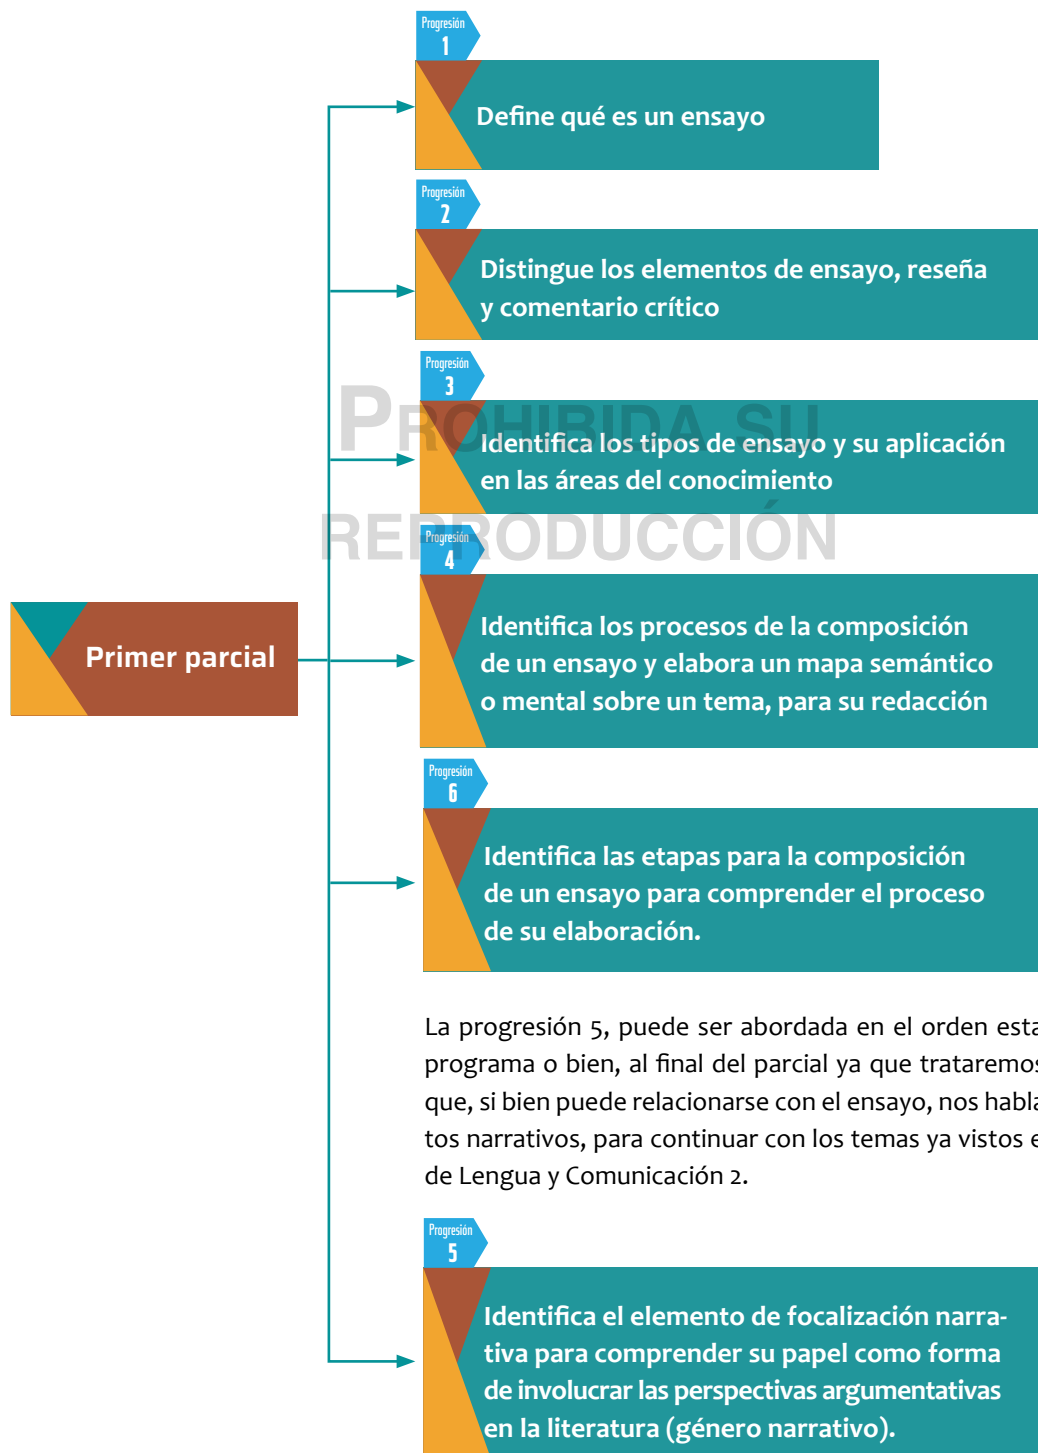 Progresión
1
Define qué es un ensayo
Progresión
2
Distingue los elementos de ensayo, reseña
y comentario crítico
Progresión
3
PROHIBIDA SU
Identifica los tipos de ensayo y su aplicación
en las áreas del conocimiento
REPRODUCCIÓN
Progresión
4
Identifica los procesos de la composición
de un ensayo y elabora un mapa semántico
o mental sobre un tema, para su redacción
Primer parcial
Progresión
6
Identifica las etapas para la composición
de un ensayo para comprender el proceso
de su elaboración.
La progresión 5, puede ser abordada en el orden esta
programa o bien, al final del parcial ya que trataremos
que, si bien puede relacionarse con el ensayo, nos habla
tos narrativos, para continuar con los temas ya vistos e
de Lengua y Comunicación 2.
Progresión
5
Identifica el elemento de focalización narra-
tiva para comprender su papel como forma
de involucrar las perspectivas argumentativas
en la literatura (género narrativo).